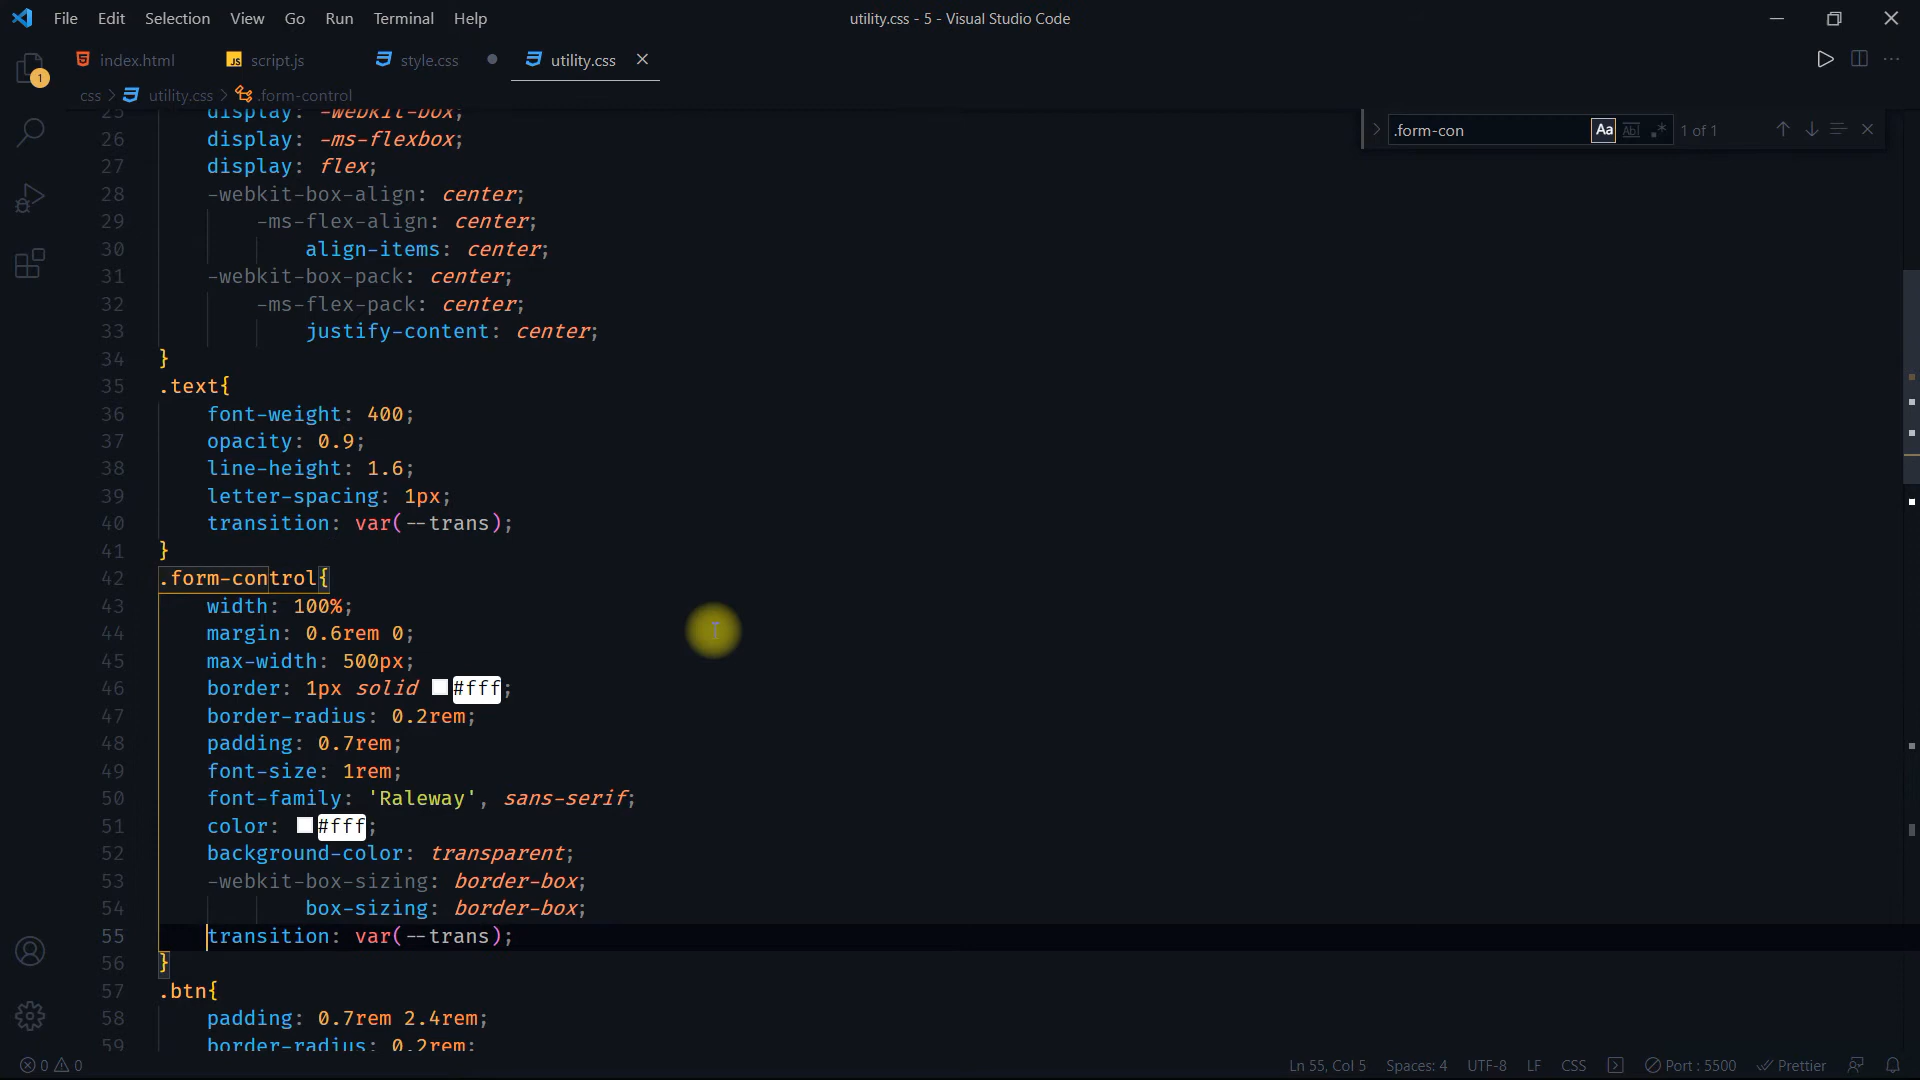 File Edit Selection View Go Run Terminal Help utility.css - 5 - Visual Studio Code
index.html script.js style.css utility.css
css > utility.css > .form-control
.form-con Aa Abl .* 1 of 1
25 display: -webkit-box;
26 display: -ms-flexbox;
27 display: flex;
28 -webkit-box-align: center;
29 -ms-flex-align: center;
30 align-items: center;
31 -webkit-box-pack: center;
32 -ms-flex-pack: center;
33 justify-content: center;
34 }
35 .text{
36 font-weight: 400;
37 opacity: 0.9;
38 line-height: 1.6;
39 letter-spacing: 1px;
40 transition: var(--trans);
41 }
42 .form-control{
43 width: 100%;
44 margin: 0.6rem 0;
45 max-width: 500px;
46 border: 1px solid #fff;
47 border-radius: 0.2rem;
48 padding: 0.7rem;
49 font-size: 1rem;
50 font-family: 'Raleway', sans-serif;
51 color: #fff;
52 background-color: transparent;
53 -webkit-box-sizing: border-box;
54 box-sizing: border-box;
55 transition: var(--trans);
56 }
57 .btn{
58 padding: 0.7rem 2.4rem;
59 border-radius: 0.2rem;
1
0 0 Ln 55, Col 5 Spaces: 4 UTF-8 LF CSS Port : 5500 Prettier